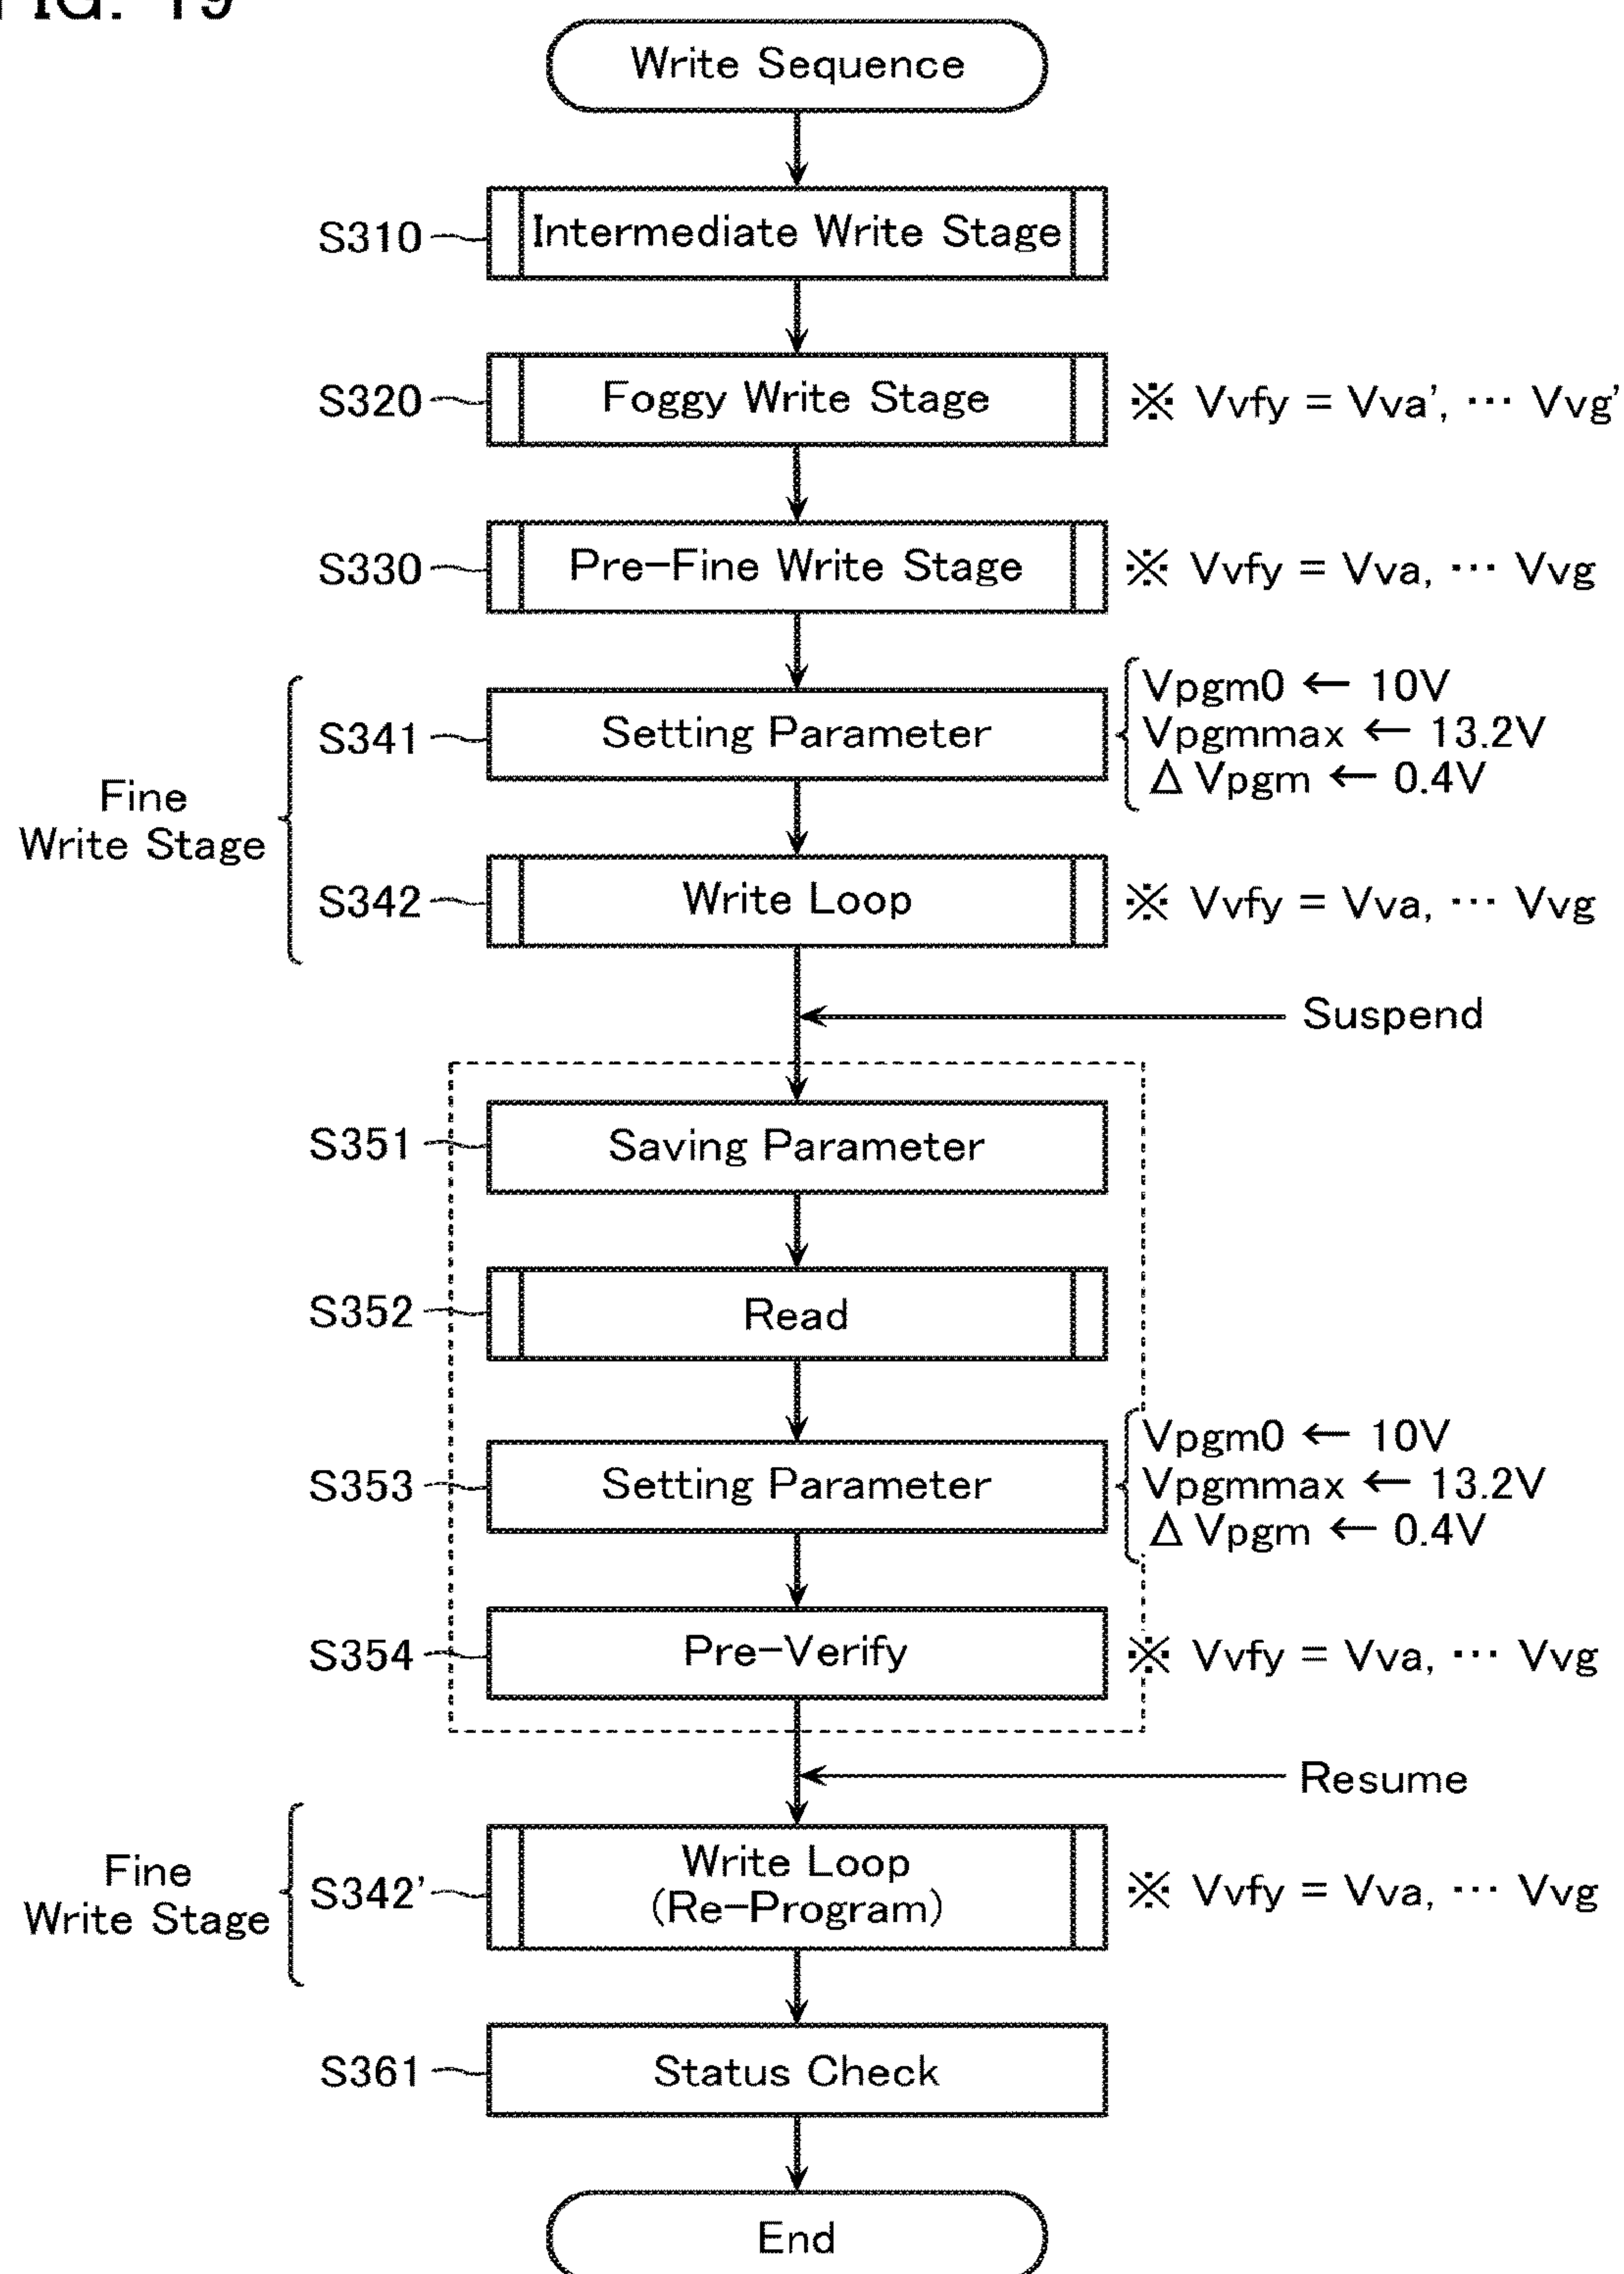 FIG. 19
Write Sequence
S310 Intermediate Write Stage
S320 Foggy Write Stage ※ Vvfy = Vva', ⋯ Vvg'
S330 Pre-Fine Write Stage ※ Vvfy = Vva, ⋯ Vvg
Fine
Write Stage
S341 Setting Parameter
Vpgm0 ← 10V
Vpgmmax ← 13.2V
Δ Vpgm ← 0.4V
S342 Write Loop ※ Vvfy = Vva, ⋯ Vvg
Suspend
S351 Saving Parameter
S352 Read
S353 Setting Parameter
Vpgm0 ← 10V
Vpgmmax ← 13.2V
Δ Vpgm ← 0.4V
S354 Pre-Verify ※ Vvfy = Vva, ⋯ Vvg
Resume
Fine
Write Stage
S342' Write Loop
(Re-Program)
※ Vvfy = Vva, ⋯ Vvg
S361 Status Check
End